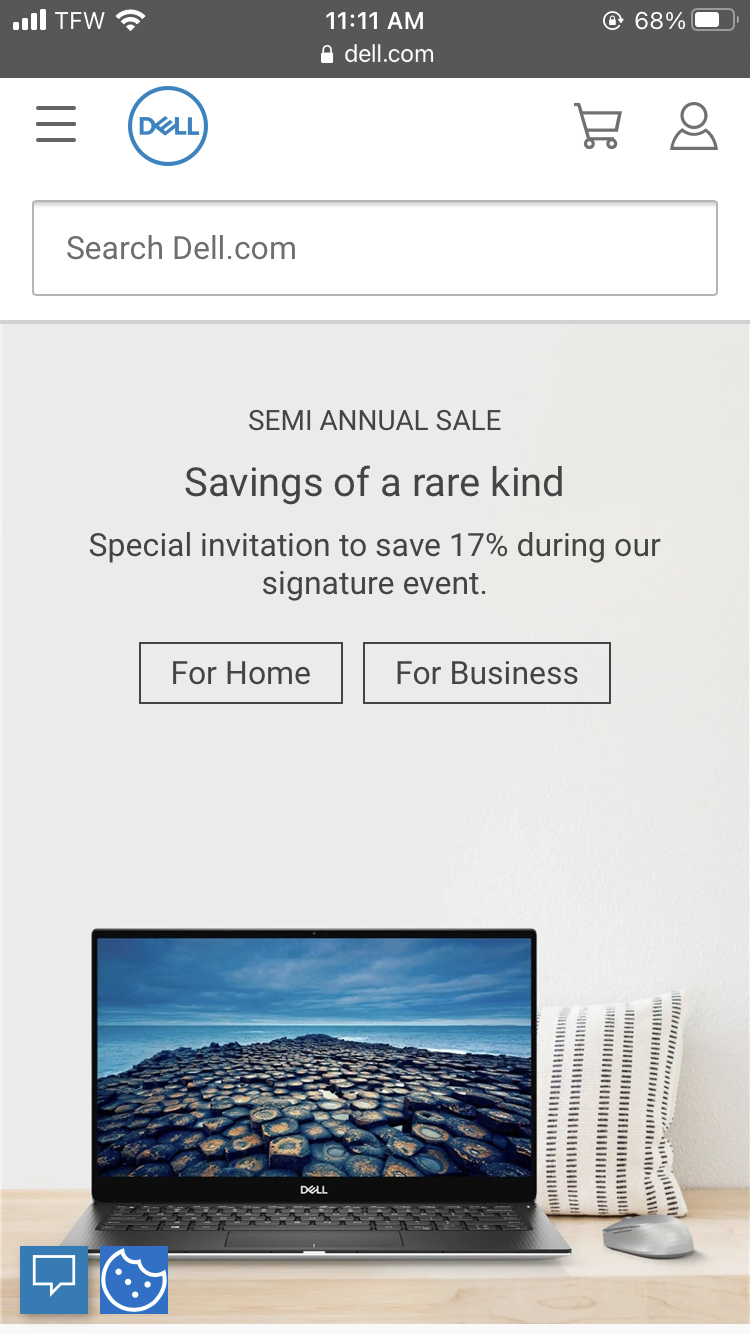 TFW 11:11 AM 68%
dell.com
DELL
Search Dell.com
SEMI ANNUAL SALE
Savings of a rare kind
Special invitation to save 17% during our
signature event.
For Home For Business
DELL